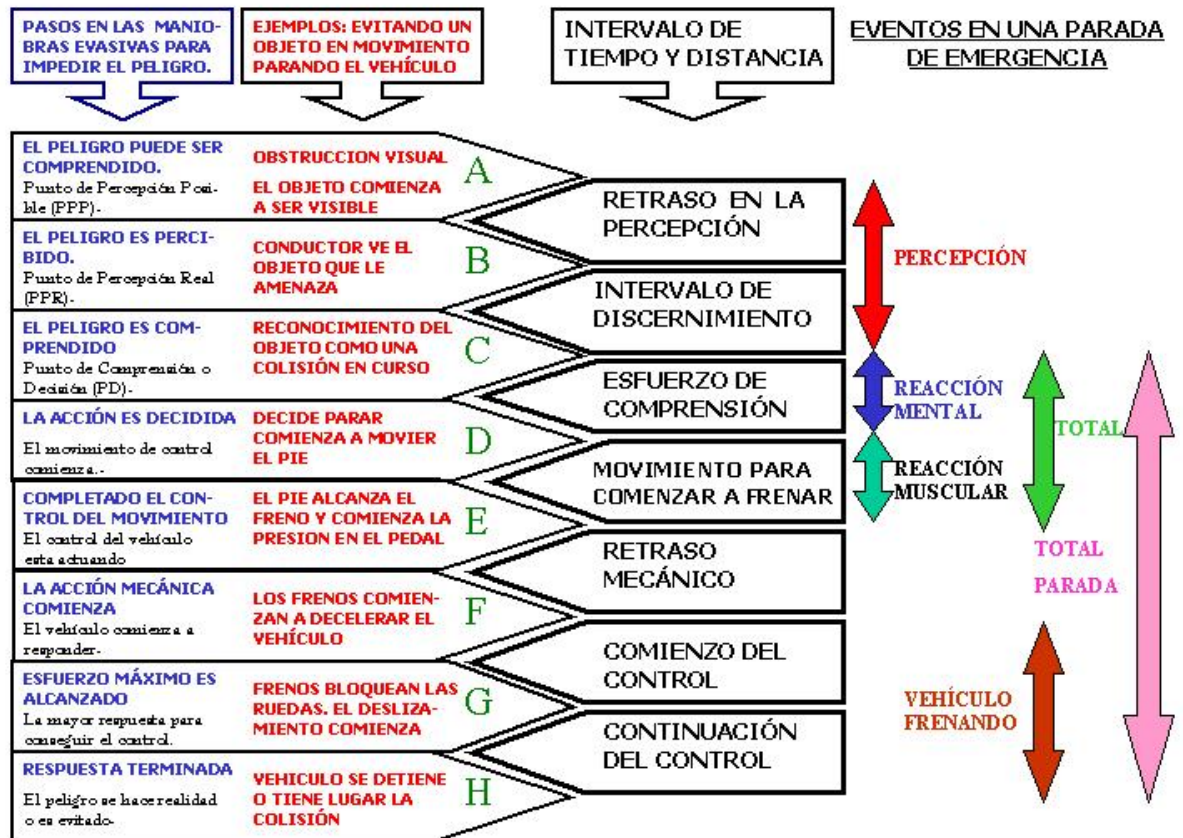 PASOS EN LAS MANIO-
BRAS EVASIVAS PARA
IMPEDIR EL PELIGRO.
EJEMPLOS: EVITANDO UN
OBJETO EN MOVIMIENTO
PARANDO EL VEHÍCULO
INTERVALO DE
TIEMPO Y DISTANCIA
EVENTOS EN UNA PARADA
DE EMERGENCIA
EL PELIGRO PUEDE SER
COMPRENDIDO.
Punto de Percepción Posi-
ble (PPP)-
OBSTRUCCION VISUAL
EL OBJETO COMIENZA
A SER VISIBLE
A
EL PELIGRO ES PERCI-
BIDO.
Punto de Percepción Real
(PPR)-
CONDUCTOR VE EL
OBJETO QUE LE
AMENAZA
B
EL PELIGRO ES COM-
PRENDIDO
Punto de Comprensión o
Decisión (PD)-
RECONOCIMIENTO DEL
OBJETO COMO UNA
COLISIÓN EN CURSO
C
LA ACCIÓN ES DECIDIDA
El movimiento de control
comienza.-
DECIDE PARAR
COMIENZA A MOVIER
EL PIE
D
COMPLETADO EL CON-
TROL DEL MOVIMIENTO
El control del vehículo
esta actuando
EL PIE ALCANZA EL
FRENO Y COMIENZA LA
PRESION EN EL PEDAL
E
LA ACCIÓN MECÁNICA
COMIENZA
El vehículo comienza a
responder-
LOS FRENOS COMIEN-
ZAN A DECELERAR EL
VEHÍCULO
F
ESFUERZO MÁXIMO ES
ALCANZADO
La mayor respuesta para
conseguir el control.
FRENOS BLOQUEAN LAS
RUEDAS. EL DESLIZA-
MIENTO COMIENZA
G
RESPUESTA TERMINADA
El peligro se hace realidad
o es evitado-
VEHICULO SE DETIENE
O TIENE LUGAR LA
COLISIÓN
H
RETRASO EN LA
PERCEPCIÓN
INTERVALO DE
DISCERNIMIENTO
ESFUERZO DE
COMPRENSIÓN
MOVIMIENTO PARA
COMENZAR A FRENAR
RETRASO
MECÁNICO
COMIENZO DEL
CONTROL
CONTINUACIÓN
DEL CONTROL
PERCEPCIÓN
REACCIÓN
MENTAL
REACCIÓN
MUSCULAR
TOTAL
TOTAL
PARADA
VEHÍCULO
FRENANDO